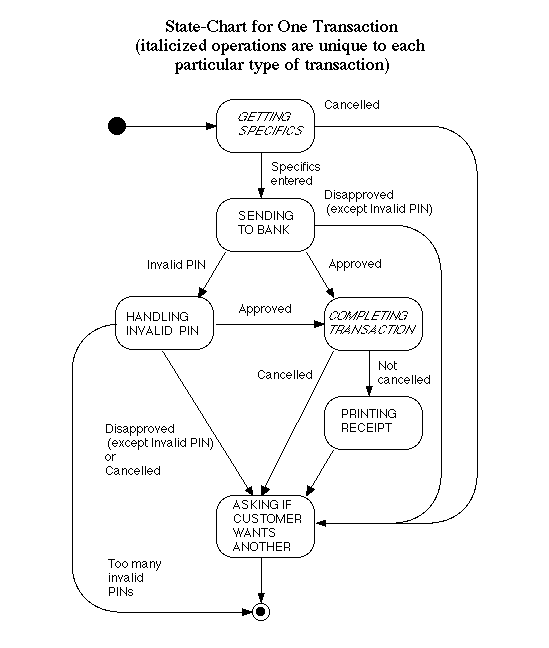 State-Chart for One Transaction
(italicized operations are unique to each
particular type of transaction)
Cancelled
GETTING
SPECIFICS
Specifics
entered
Disapproved
(except Invalid PIN)
SENDING
TO BANK
Invalid PIN
Approved
HANDLING
INVALID PIN
Approved
COMPLETING
TRANSACTION
Cancelled
Not
cancelled
PRINTING
RECEIPT
Disapproved
(except Invalid PIN)
or
Cancelled
ASKING IF
CUSTOMER
WANTS
ANOTHER
Too many
invalid
PINs